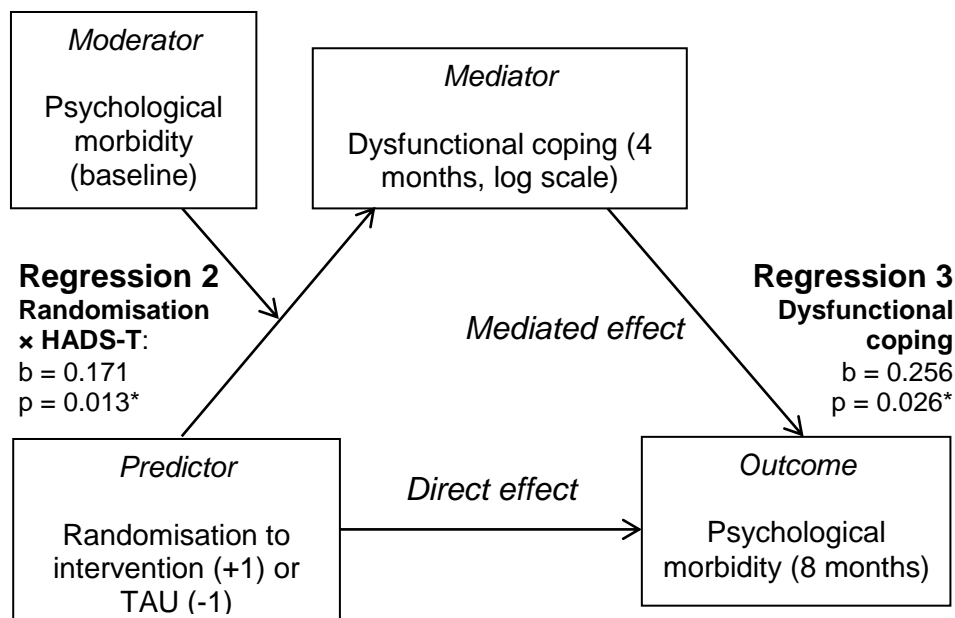 Moderator
Psychological
morbidity
(baseline)
Mediator
Dysfunctional coping (4
months, log scale)
Regression 2
Randomisation
× HADS-T:
b = 0.171
p = 0.013*
Mediated effect
Regression 3
Dysfunctional
coping
b = 0.256
p = 0.026*
Predictor
Randomisation to
intervention (+1) or
TAU (-1)
Direct effect
Outcome
Psychological
morbidity (8 months)